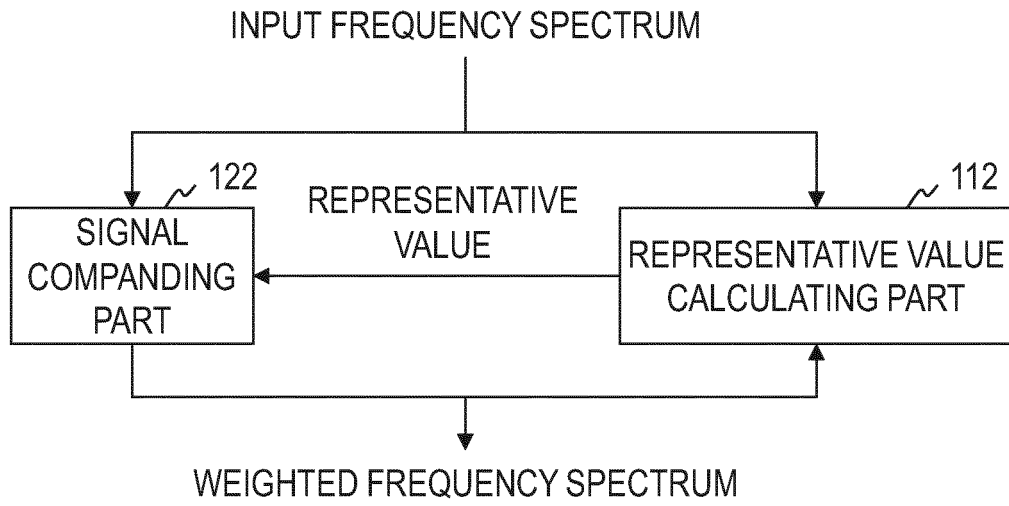 INPUT FREQUENCY SPECTRUM
122
REPRESENTATIVE
VALUE
112
SIGNAL
COMPANDING
PART
REPRESENTATIVE VALUE
CALCULATING PART
WEIGHTED FREQUENCY SPECTRUM